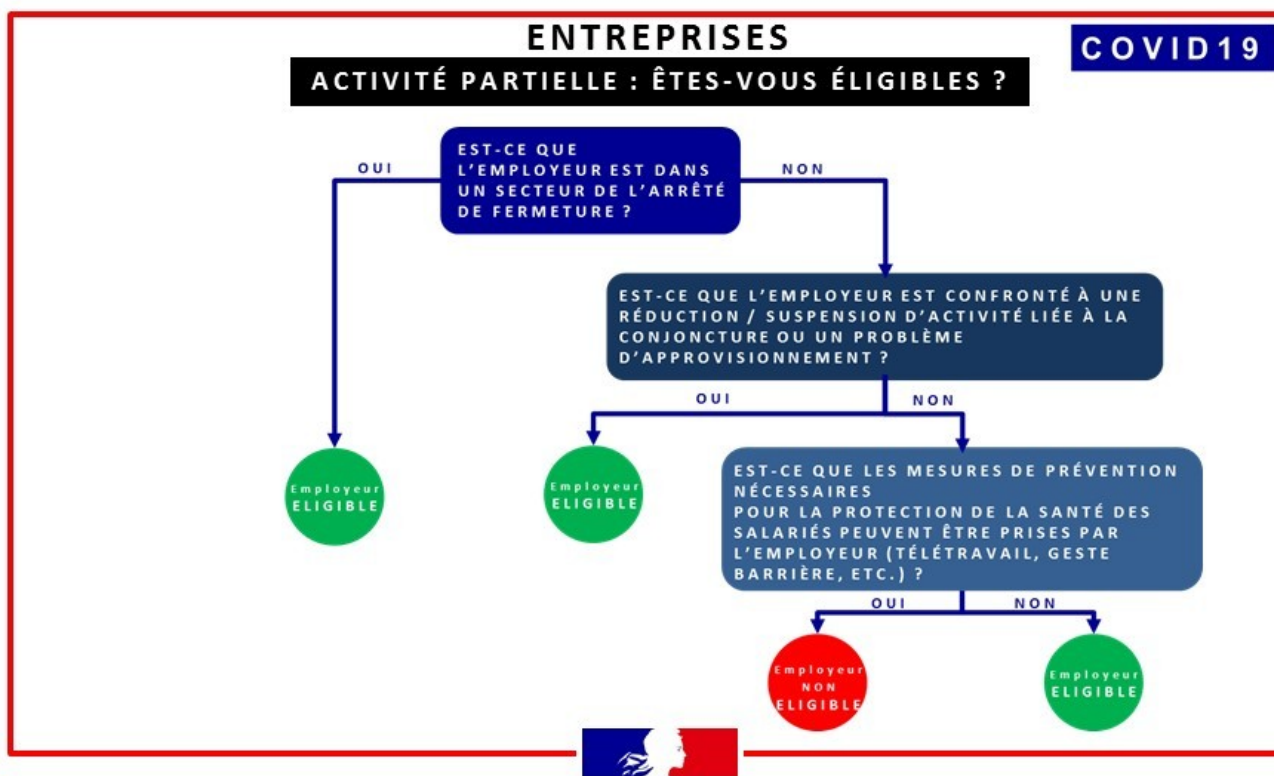 ENTREPRISES
COVID19
ACTIVITÉ PARTIELLE : ÊTES-VOUS ÉLIGIBLES ?
EST-CE QUE
L'EMPLOYEUR EST DANS
UN SECTEUR DE L'ARRÊTÉ
DE FERMETURE ?
OUI
NON
EST-CE QUE L'EMPLOYEUR EST CONFRONTÉ À UNE
RÉDUCTION / SUSPENSION D'ACTIVITÉ LIÉE À LA
CONJONCTURE OU UN PROBLÈME
D'APPROVISIONNEMENT ?
OUI
NON
Employeur
ELIGIBLE
Employeur
ELIGIBLE
EST-CE QUE LES MESURES DE PRÉVENTION
NÉCESSAIRES
POUR LA PROTECTION DE LA SANTÉ DES
SALARIÉS PEUVENT ÊTRE PRISES PAR
L'EMPLOYEUR (TÉLÉTRAVAIL, GESTE
BARRIÈRE, ETC.) ?
OUI
NON
Employeur
NON
ELIGIBLE
Employeur
ELIGIBLE